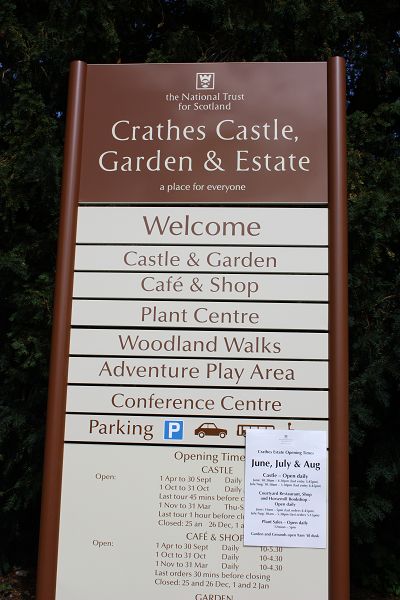 the National Trust
for Scotland
Crathes Castle,
Garden & Estate
a place for everyone
Welcome
Castle & Garden
Café & Shop
Plant Centre
Woodland Walks
Adventure Play Area
Conference Centre
Parking P
Opening Time
CASTLE
Open: 1 Apr to 30 Sept Daily
1 Oct to 31 Oct Daily
Last tour 45 mins before c
1 Nov to 31 Mar Thu-S
Last tour 1 hour before clos
Closed: 25 an 26 Dec, 1 a
CAFÉ & SHO
Open: 1 Apr to 30 Sept Daily 10-5.30
1 Oct to 31 Oct Daily 10-4.30
1 Nov to 31 Mar Daily
Last orders 30 mins before closing
Closed: 25 and 26 Dec, 1 and 2 Jan
GARDEN
Crathes Estate Opening Times
June, July & Aug
Castle – Open daily
Courtyard Restaurant, Shop
and Horsemill Bookshop -
Open daily
Plant Sales – Open daily
Garden and Grounds open 9am 'til dusk